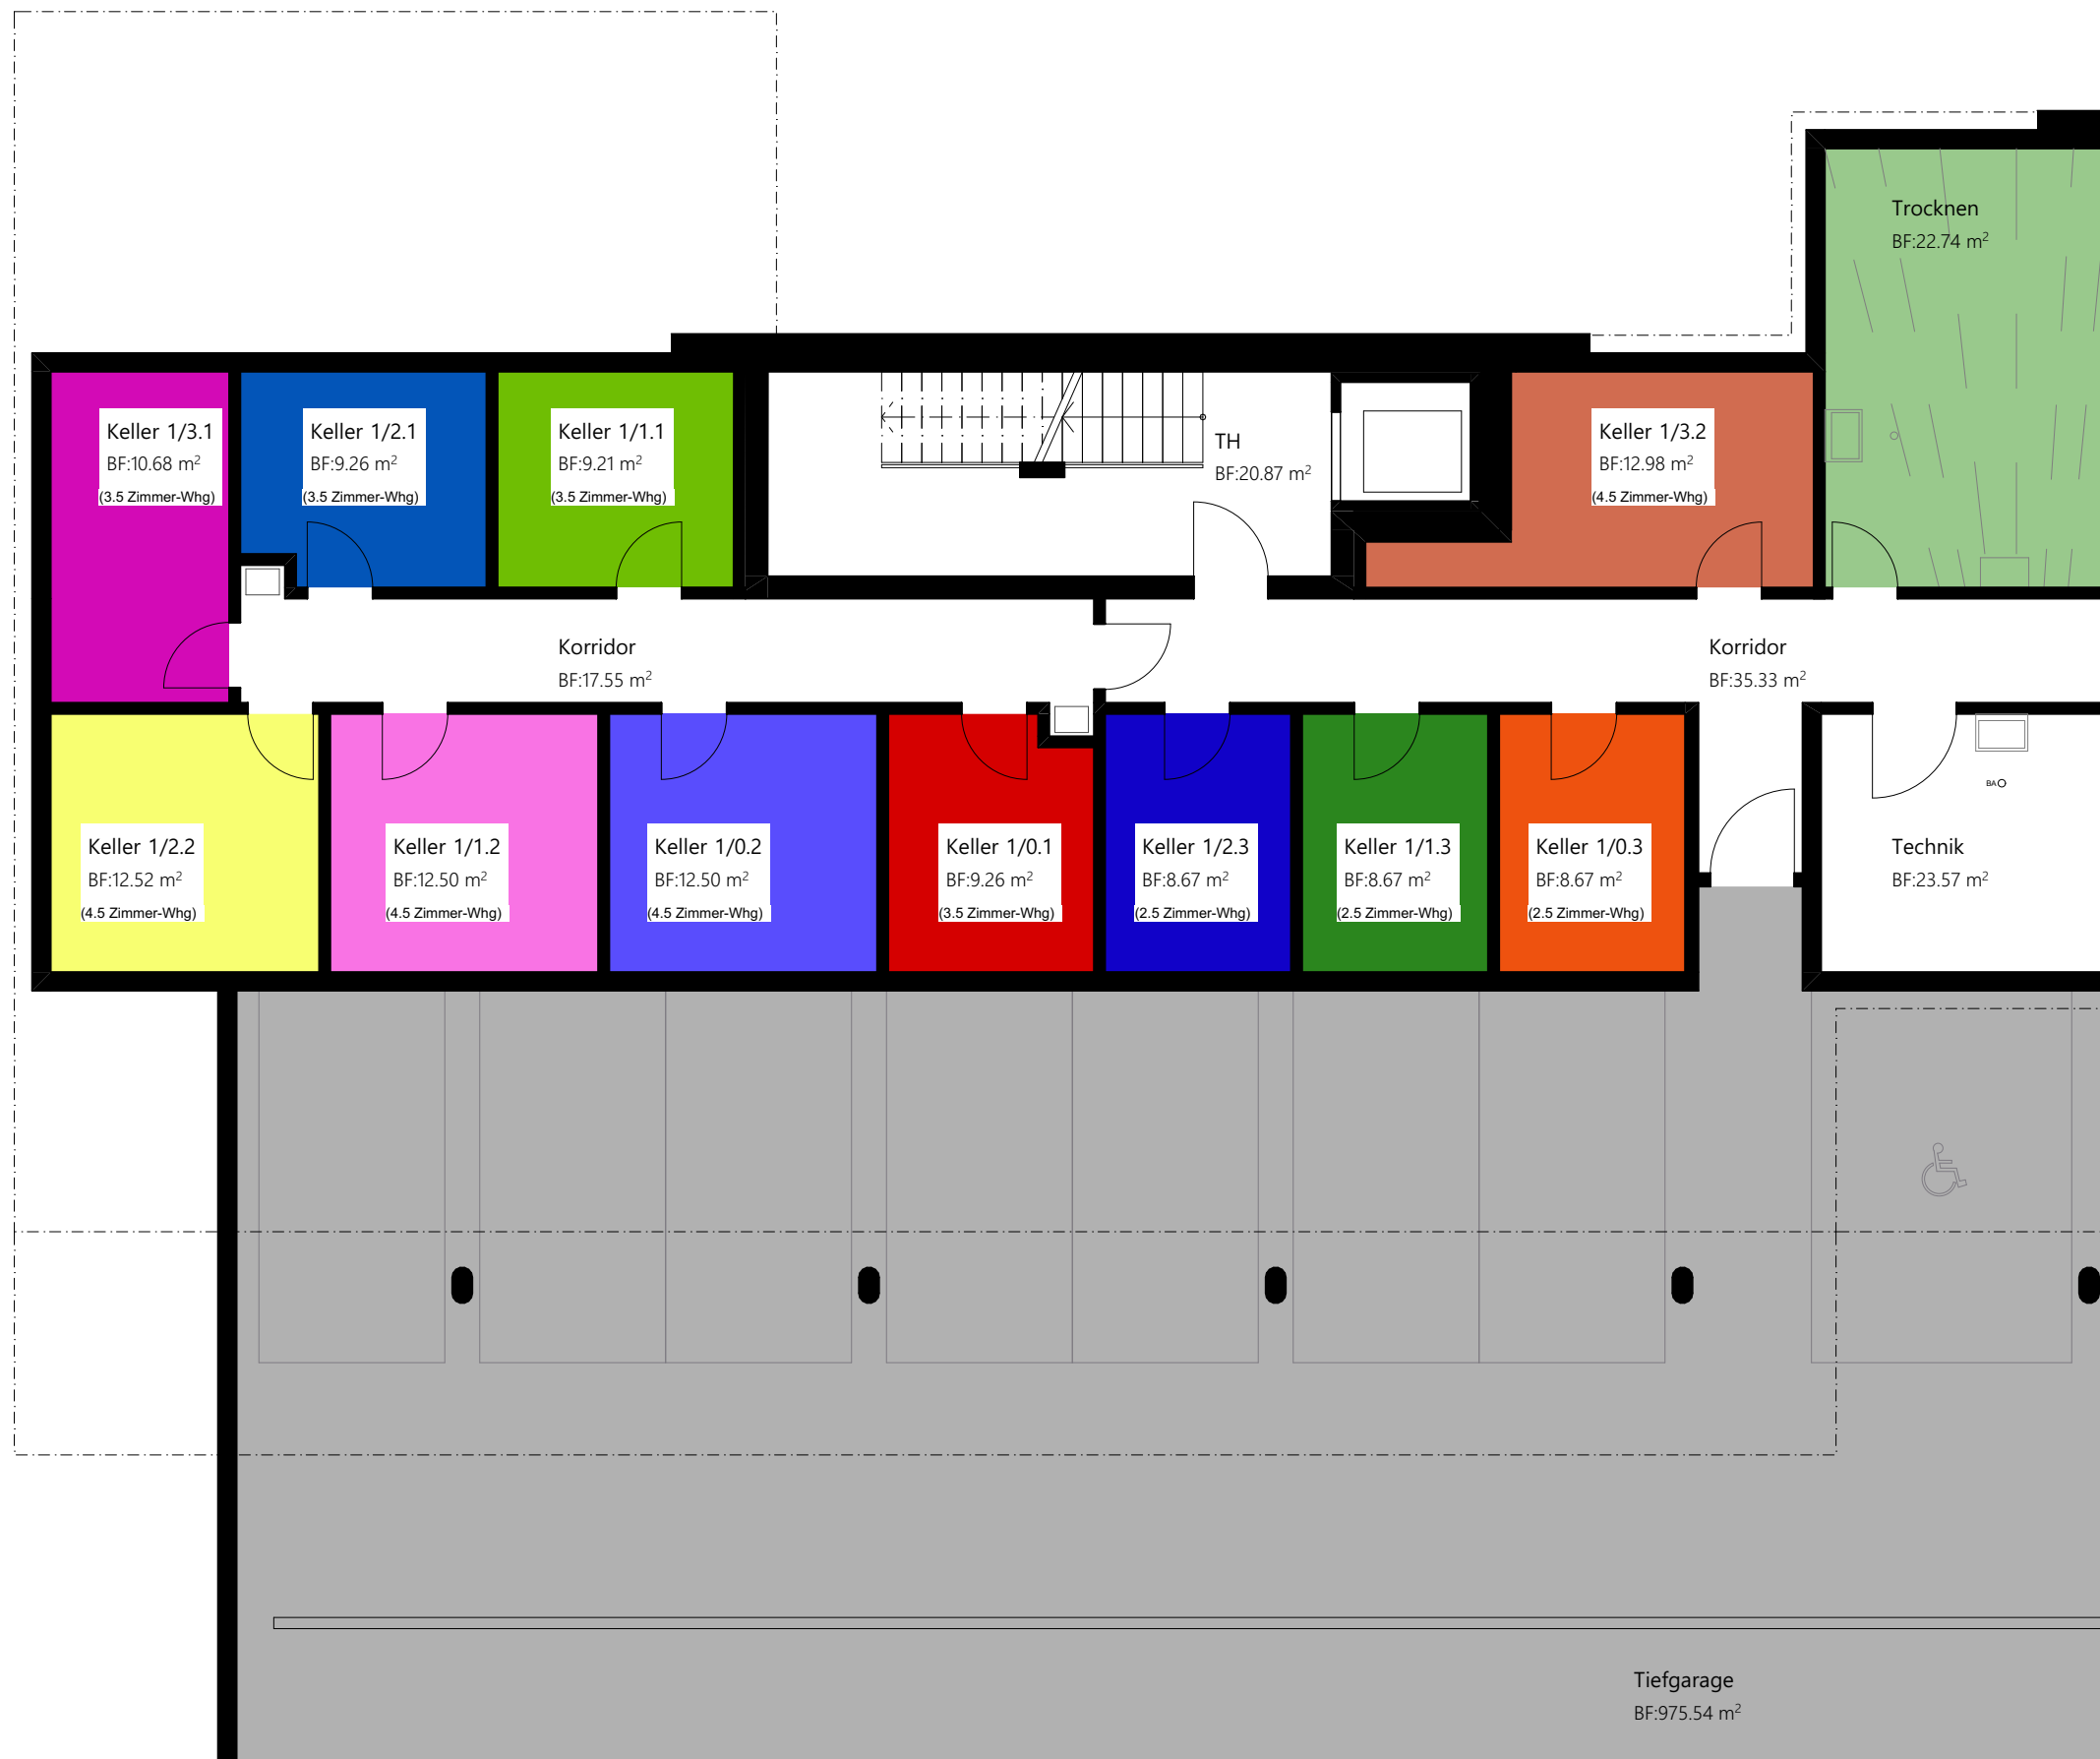 Trocknen
BF:22.74 m²
Keller 1/3.1
BF:10.68 m²
(3.5 Zimmer-Whg)
Keller 1/2.1
BF:9.26 m²
(3.5 Zimmer-Whg)
Keller 1/1.1
BF:9.21 m²
(3.5 Zimmer-Whg)
TH
BF:20.87 m²
Keller 1/3.2
BF:12.98 m²
(4.5 Zimmer-Whg)
Korridor
BF:17.55 m²
Korridor
BF:35.33 m²
BA
Keller 1/2.2
BF:12.52 m²
(4.5 Zimmer-Whg)
Keller 1/1.2
BF:12.50 m²
(4.5 Zimmer-Whg)
Keller 1/0.2
BF:12.50 m²
(4.5 Zimmer-Whg)
Keller 1/0.1
BF:9.26 m²
(3.5 Zimmer-Whg)
Keller 1/2.3
BF:8.67 m²
(2.5 Zimmer-Whg)
Keller 1/1.3
BF:8.67 m²
(2.5 Zimmer-Whg)
Keller 1/0.3
BF:8.67 m²
(2.5 Zimmer-Whg)
Technik
BF:23.57 m²
Tiefgarage
BF:975.54 m²